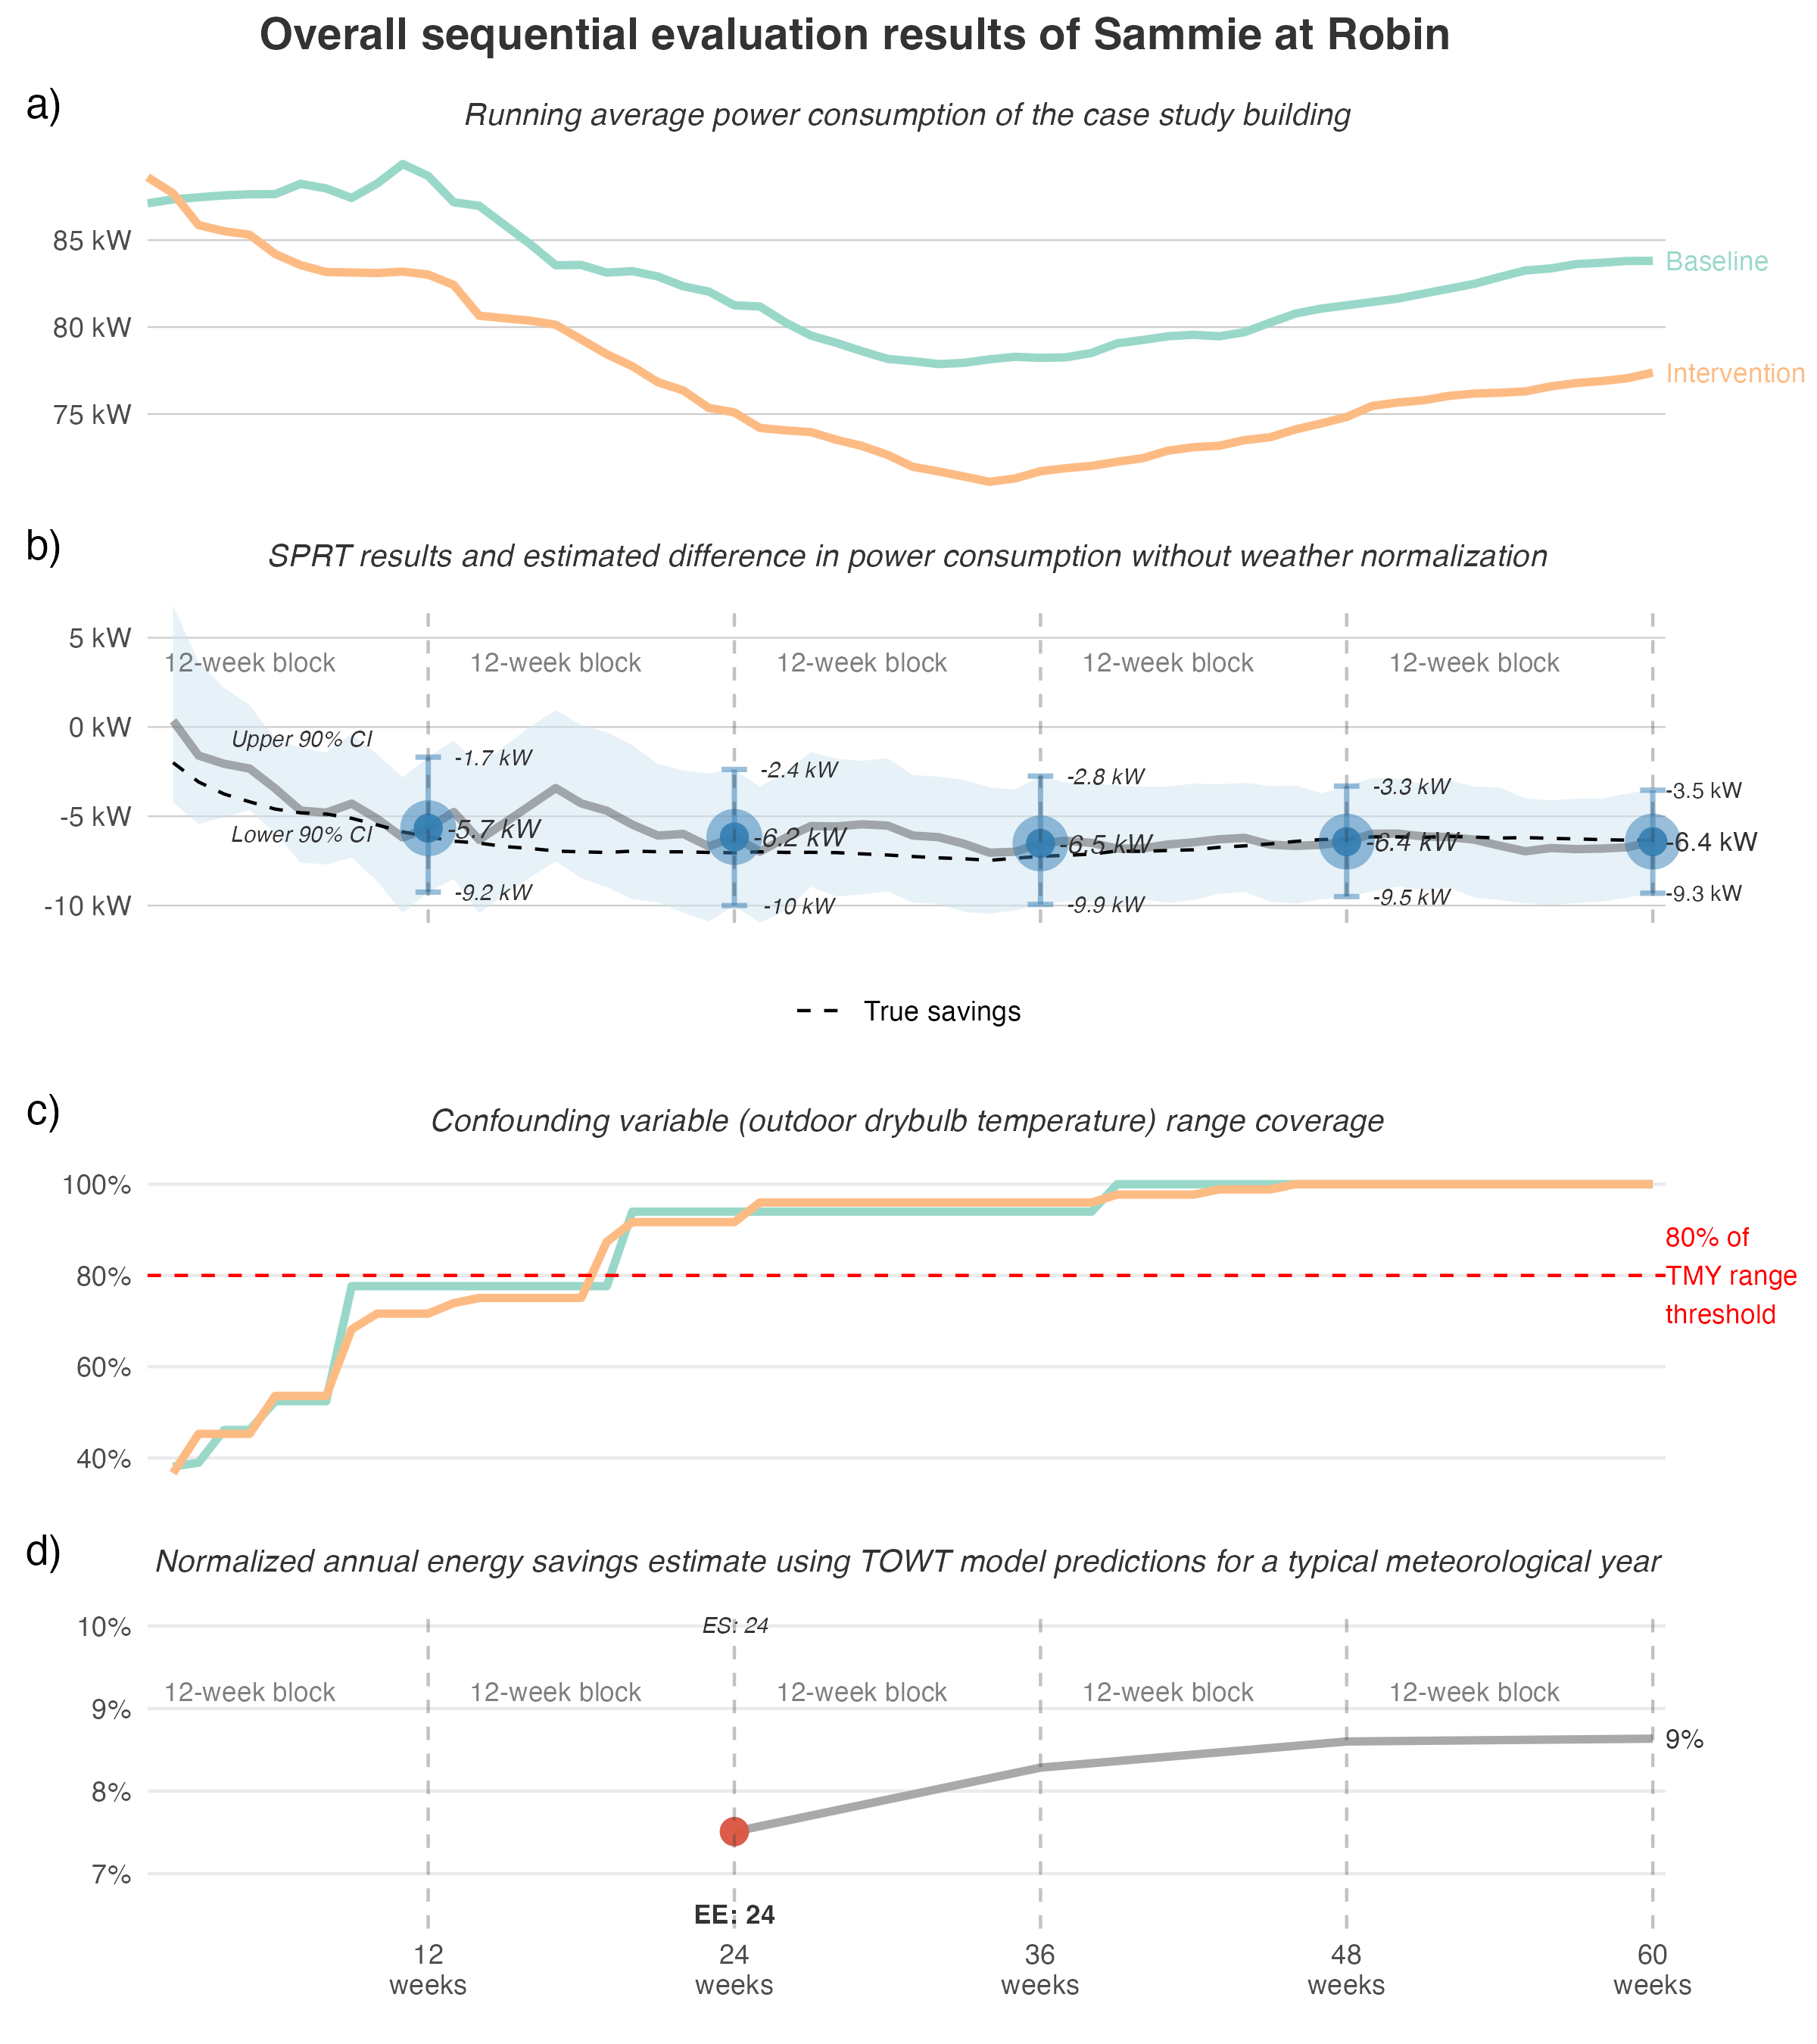 Overall sequential evaluation results of Sammie at Robin
a)
Running average power consumption of the case study building
85 kW
80 kW
75 kW
Baseline
Intervention
b)
SPRT results and estimated difference in power consumption without weather normalization
5 kW
0 kW
-5 kW
-10 kW
12-week block
12-week block
12-week block
12-week block
12-week block
Upper 90% CI
Lower 90% CI
-1.7 kW
-2.4 kW
-2.8 kW
-3.3 kW
-3.5 kW
-5.7 kW
-6.2 kW
-6.5 kW
-6.4 kW
-6.4 kW
-9.2 kW
-10 kW
-9.9 kW
-9.5 kW
-9.3 kW
True savings
c)
Confounding variable (outdoor drybulb temperature) range coverage
100%
80%
60%
40%
80% of
TMY range
threshold
d)
Normalized annual energy savings estimate using TOWT model predictions for a typical meteorological year
10%
9%
8%
7%
ES: 24
12-week block
12-week block
12-week block
12-week block
12-week block
9%
EE: 24
12
weeks
24
weeks
36
weeks
48
weeks
60
weeks